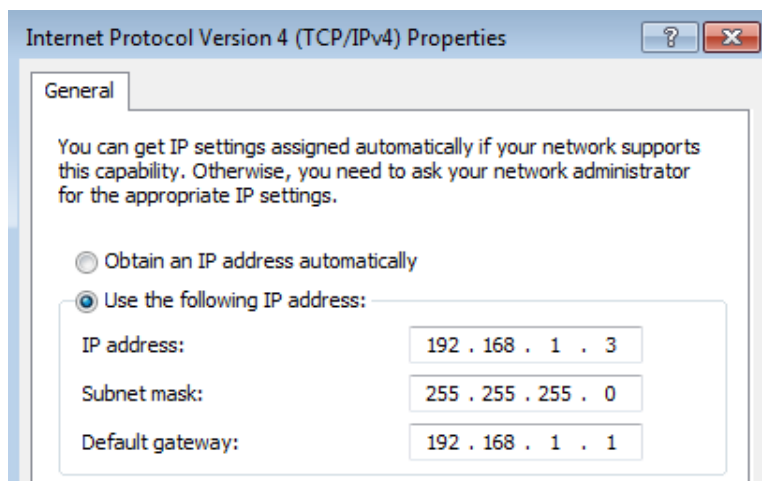 Internet Protocol Version 4 (TCP/IPv4) Properties
?
General
You can get IP settings assigned automatically if your network supports
this capability. Otherwise, you need to ask your network administrator
for the appropriate IP settings.
Obtain an IP address automatically
Use the following IP address:
IP address: 192 . 168 . 1 . 3
Subnet mask: 255 . 255 . 255 . 0
Default gateway: 192 . 168 . 1 . 1